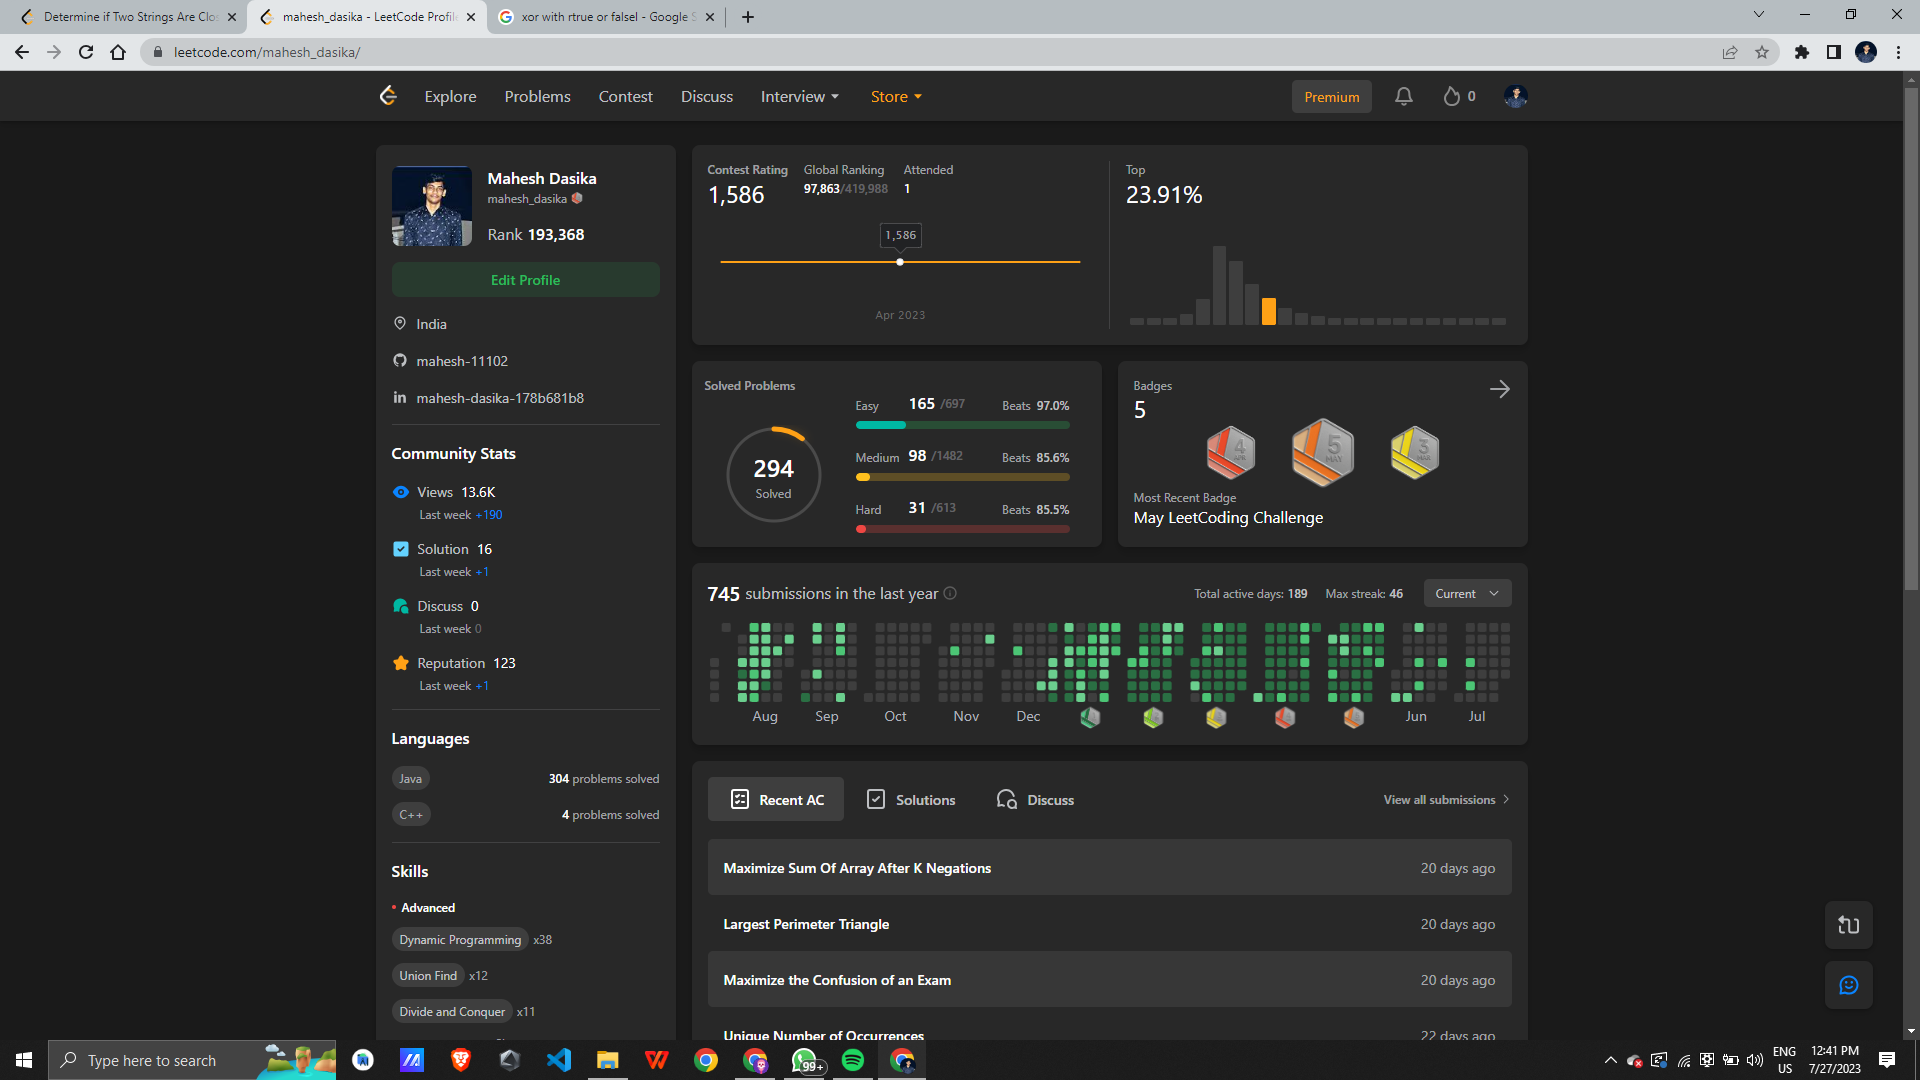 Determine if Two Strings Are Clos
mahesh_dasika - LeetCode Profile
xor with rtrue or falsel - Google S
leetcode.com/mahesh_dasika/
Explore
Problems
Contest
Discuss
Interview
Store
Premium
0
Mahesh Dasika
mahesh_dasika
Rank 193,368
Edit Profile
India
mahesh-11102
mahesh-dasika-178b681b8
Community Stats
Views 13.6K
Last week +190
Solution 16
Last week +1
Discuss 0
Last week 0
Reputation 123
Last week +1
Languages
Java 304 problems solved
C++ 4 problems solved
Skills
Advanced
Dynamic Programming x38
Union Find x12
Divide and Conquer x11
Contest Rating
1,586
Global Ranking
97,863/419,988
Attended
1
1,586
Apr 2023
Top
23.91%
Solved Problems
294
Solved
Easy 165 /697 Beats 97.0%
Medium 98 /1482 Beats 85.6%
Hard 31 /613 Beats 85.5%
Badges
5
4 APR
5 MAY
3 MAR
Most Recent Badge
May LeetCoding Challenge
745 submissions in the last year
Total active days: 189
Max streak: 46
Current
Aug Sep Oct Nov Dec Jun Jul
Recent AC
Solutions
Discuss
View all submissions
Maximize Sum Of Array After K Negations 20 days ago
Largest Perimeter Triangle 20 days ago
Maximize the Confusion of an Exam 20 days ago
Unique Number of Occurrences 22 days ago
Type here to search
99+
ENG
US
12:41 PM
7/27/2023